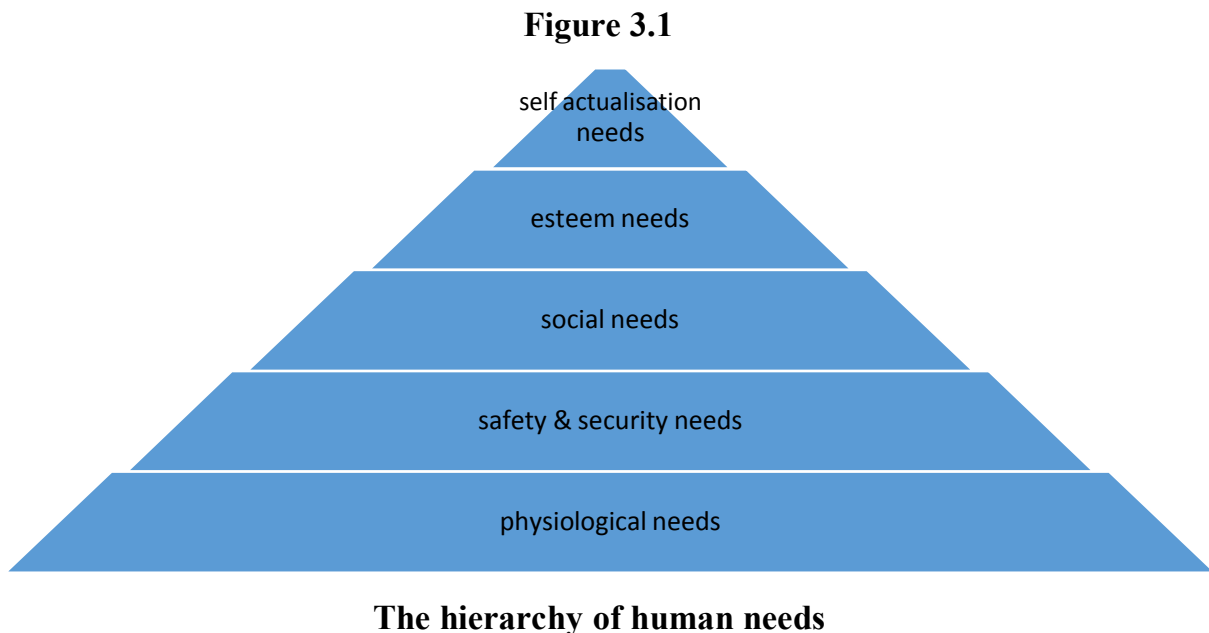 Figure 3.1
self actualisation
needs
esteem needs
social needs
safety & security needs
physiological needs
The hierarchy of human needs